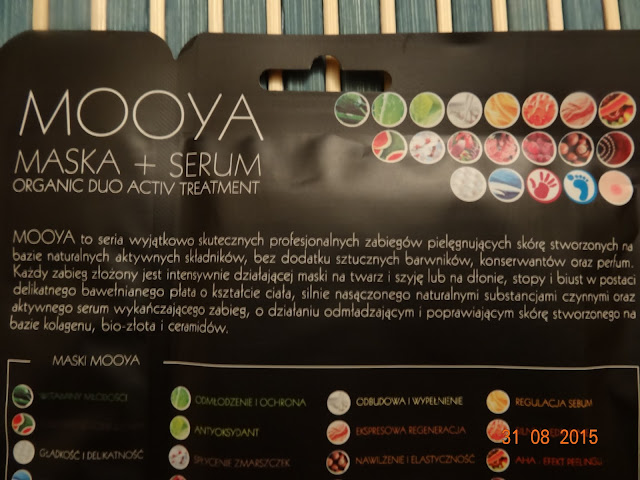 MOOYA
MASKA + SERUM
ORGANIC DUO ACTIV TREATMENT
MOOYA to seria wyjątkowo skutecznych profesjonalnych zabiegów pielęgnujących skórę stworzonych na
bazie naturalnych aktywnych składników, bez dodatku sztucznych barwników, konserwantów oraz perfum.
Każdy zabieg złożony jest intensywnie działającej maski na twarz i szyję lub na dłonie, stopy i biust w postaci
delikatnego bawełnianego płata o kształcie ciała, silnie nasączonego naturalnymi substancjami czynnymi oraz
aktywnego serum wykańczającego zabieg, o działaniu odmładzającym i poprawiającym skórę stworzonego na
bazie kolagenu, bio-złota i ceramidów.
MASKI MOOYA
WITAMINY MŁODOŚCI
ODMŁODZENIE I OCHRONA
ODBUDOWA I WYPEŁNIENIE
REGULACJA SEBUM
ANTYOKSYDANT
EKSPRESOWA REGENERACJA
GŁADKOŚĆ I DELIKATNOŚĆ
SPŁYCENIE ZMARSZCZEK
NAWILŻENIE I ELASTYCZNOŚĆ
AHA - EFEKT PEELINGU
31 08 2015